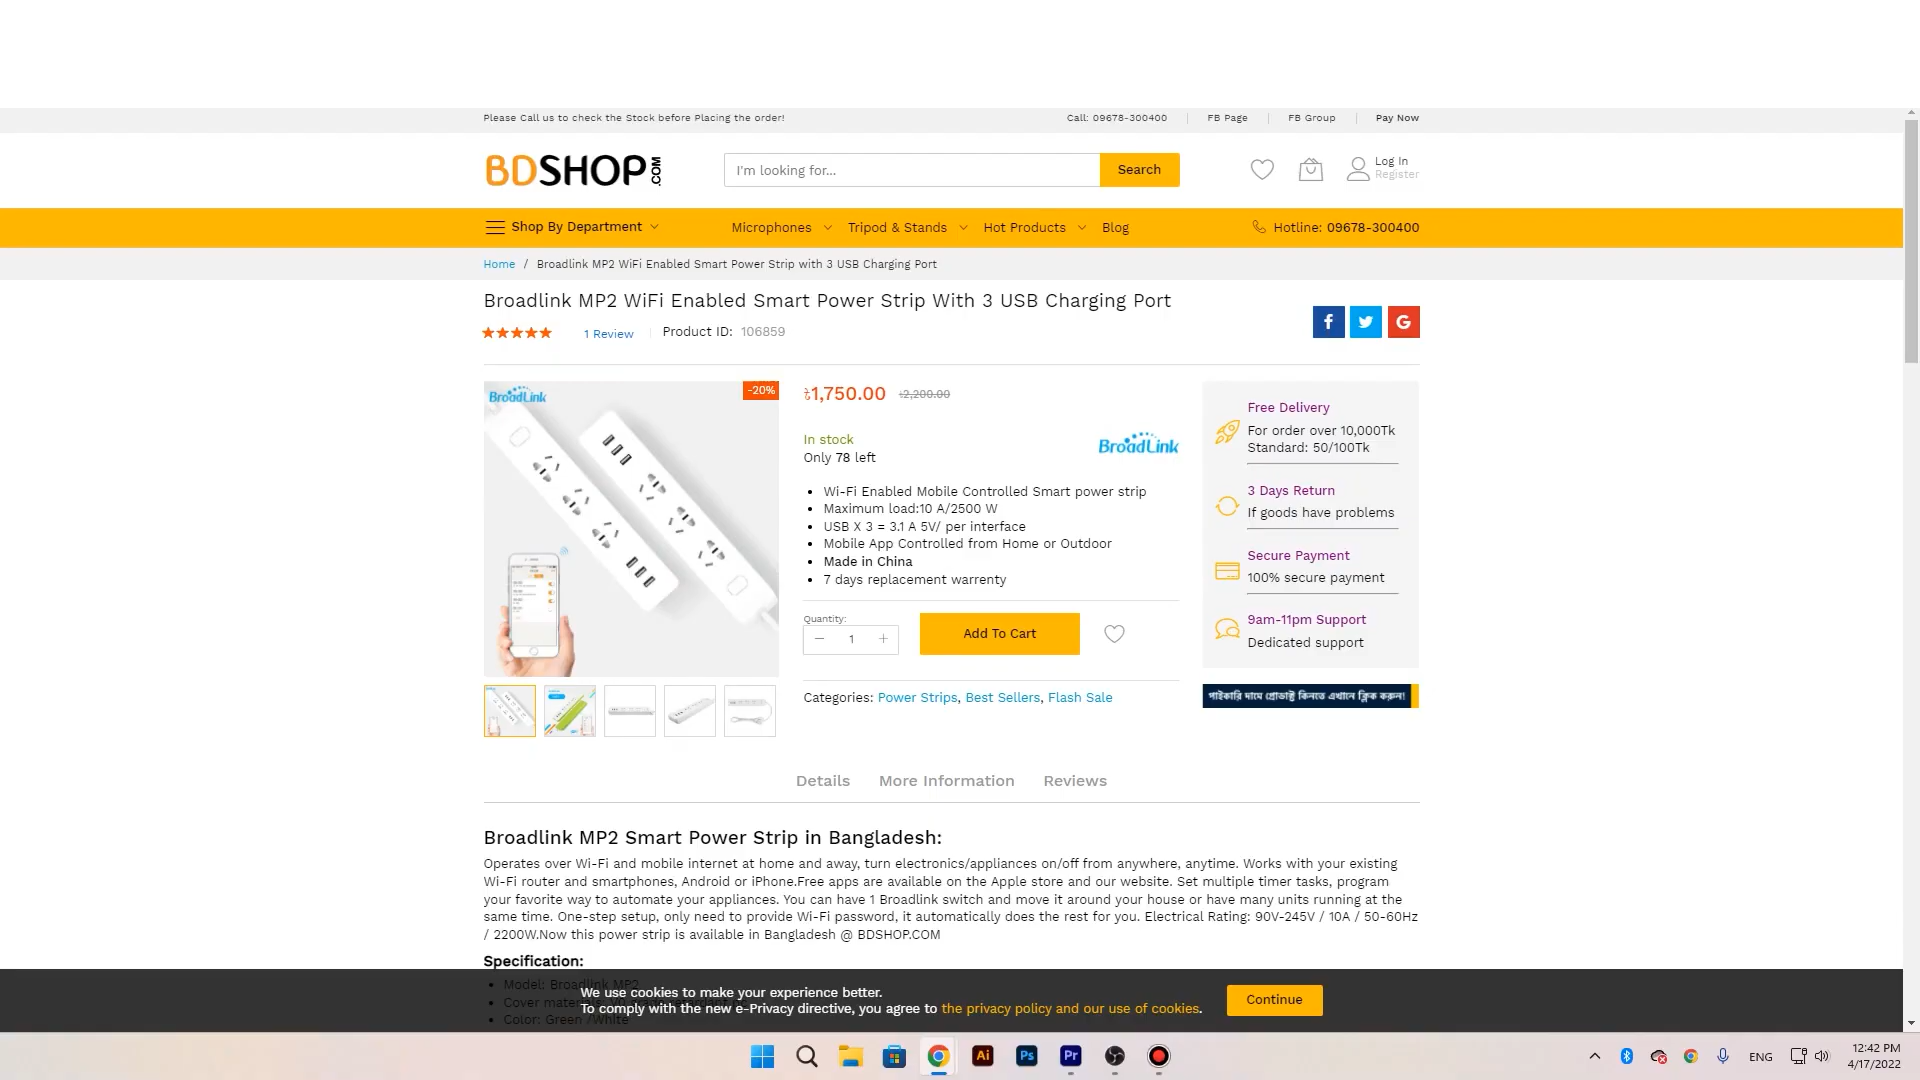 Please Call us to check the Stock before Placing the order!
Call: 09678-300400
FB Page
FB Group
Pay Now
BDSHOP.COM
I'm looking for...
Search
Log In
Register
Shop By Department
Microphones
Tripod & Stands
Hot Products
Blog
Hotline: 09678-300400
Home / Broadlink MP2 WiFi Enabled Smart Power Strip with 3 USB Charging Port
Broadlink MP2 WiFi Enabled Smart Power Strip With 3 USB Charging Port
1 Review
Product ID: 106859
BroadLink
-20%
৳1,750.00 ৳2,200.00
In stock
Only 78 left
BroadLink
Wi-Fi Enabled Mobile Controlled Smart power strip
Maximum load:10 A/2500 W
USB X 3 = 3.1 A 5V/ per interface
Mobile App Controlled from Home or Outdoor
Made in China
7 days replacement warrenty
Quantity:
1
Add To Cart
Categories: Power Strips, Best Sellers, Flash Sale
Free Delivery
For order over 10,000Tk
Standard: 50/100Tk
3 Days Return
If goods have problems
Secure Payment
100% secure payment
9am-11pm Support
Dedicated support
পাইকারি দামে প্রোডাক্ট কিনতে এখানে ক্লিক করুন!
Details
More Information
Reviews
Broadlink MP2 Smart Power Strip in Bangladesh:
Operates over Wi-Fi and mobile internet at home and away, turn electronics/appliances on/off from anywhere, anytime. Works with your existing
Wi-Fi router and smartphones, Android or iPhone.Free apps are available on the Apple store and our website. Set multiple timer tasks, program
your favorite way to automate your appliances. You can have 1 Broadlink switch and move it around your house or have many units running at the
same time. One-step setup, only need to provide Wi-Fi password, it automatically does the rest for you. Electrical Rating: 90V-245V / 10A / 50-60Hz
/ 2200W.Now this power strip is available in Bangladesh @ BDSHOP.COM
Specification:
Model: Broadlink MP2
Cover material:
Color: Green /White
We use cookies to make your experience better.
To comply with the new e-Privacy directive, you agree to the privacy policy and our use of cookies.
Continue
Ai
Ps
Pr
ENG
12:42 PM
4/17/2022